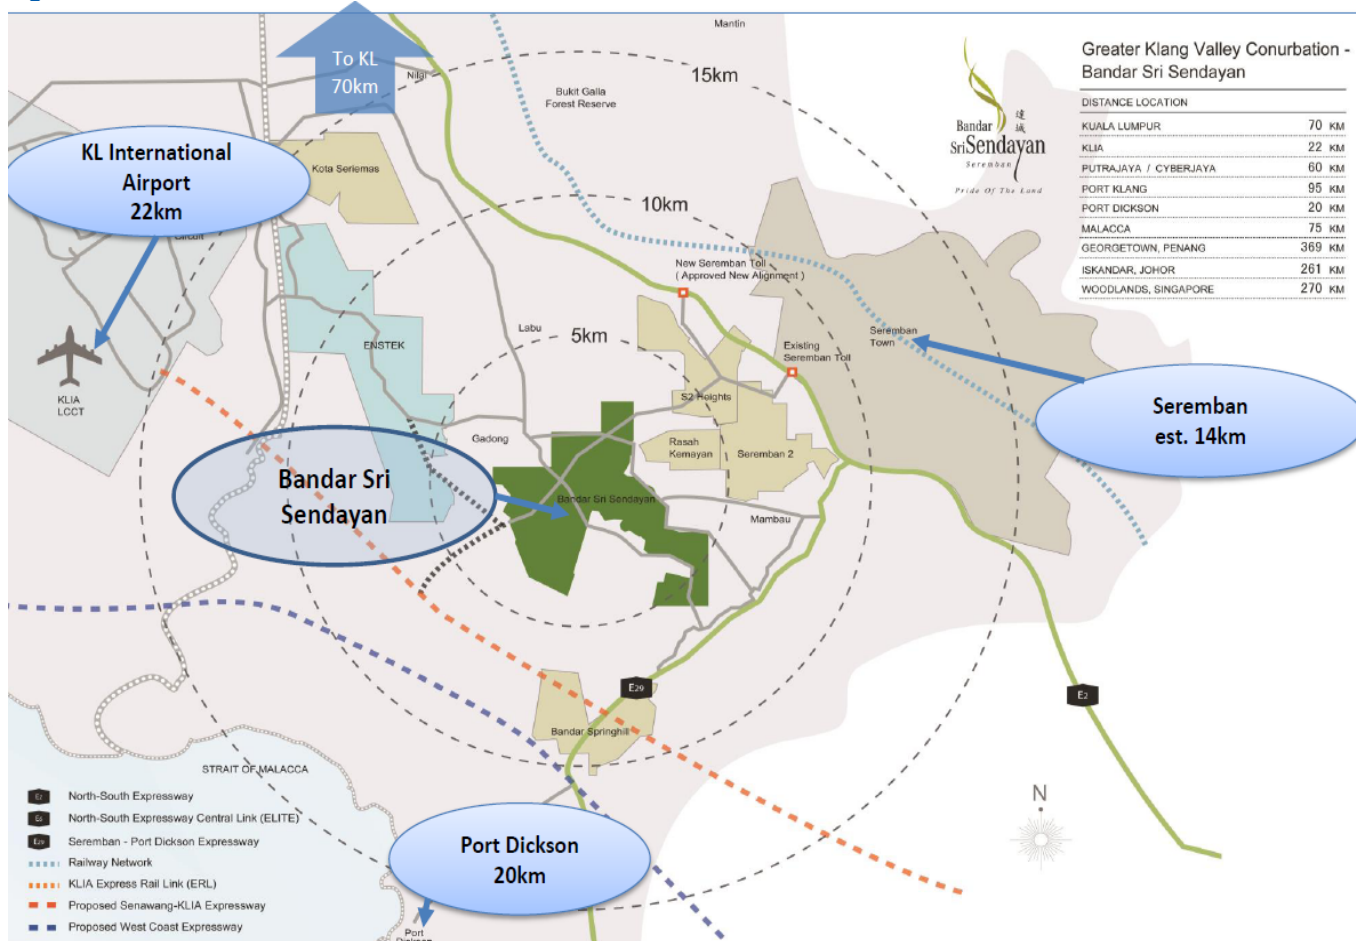 To KL
70km
Mantin
Nilai
15km
Bukit Galla
Forest Reserve
Bandar
達
城
Sri Sendayan
Seremban
Pride Of The Land
Greater Klang Valley Conurbation -
Bandar Sri Sendayan
DISTANCE LOCATION
KUALA LUMPUR 70 KM
KLIA 22 KM
PUTRAJAYA / CYBERJAYA 60 KM
PORT KLANG 95 KM
PORT DICKSON 20 KM
MALACCA 75 KM
GEORGETOWN, PENANG 369 KM
ISKANDAR, JOHOR 261 KM
WOODLANDS, SINGAPORE 270 KM
KL International
Airport
22km
Kota Seriemas
Circuit
10km
New Seremban Toll
( Approved New Alignment )
Labu
5km
ENSTEK
Existing
Seremban Toll
Seremban
Town
KLIA
LCCT
S2 Heights
Seremban
est. 14km
Gadong
Rasah
Kemayan
Seremban 2
Bandar Sri
Sendayan
Bandar Sri Sendayan
Mambau
E29
E2
Bandar Springhill
STRAIT OF MALACCA
N
E2 North-South Expressway
North-South Expressway Central Link (ELITE)
E29 Seremban - Port Dickson Expressway
Railway Network
KLIA Express Rail Link (ERL)
Proposed Senawang-KLIA Expressway
Proposed West Coast Expressway
Port Dickson
20km
Port